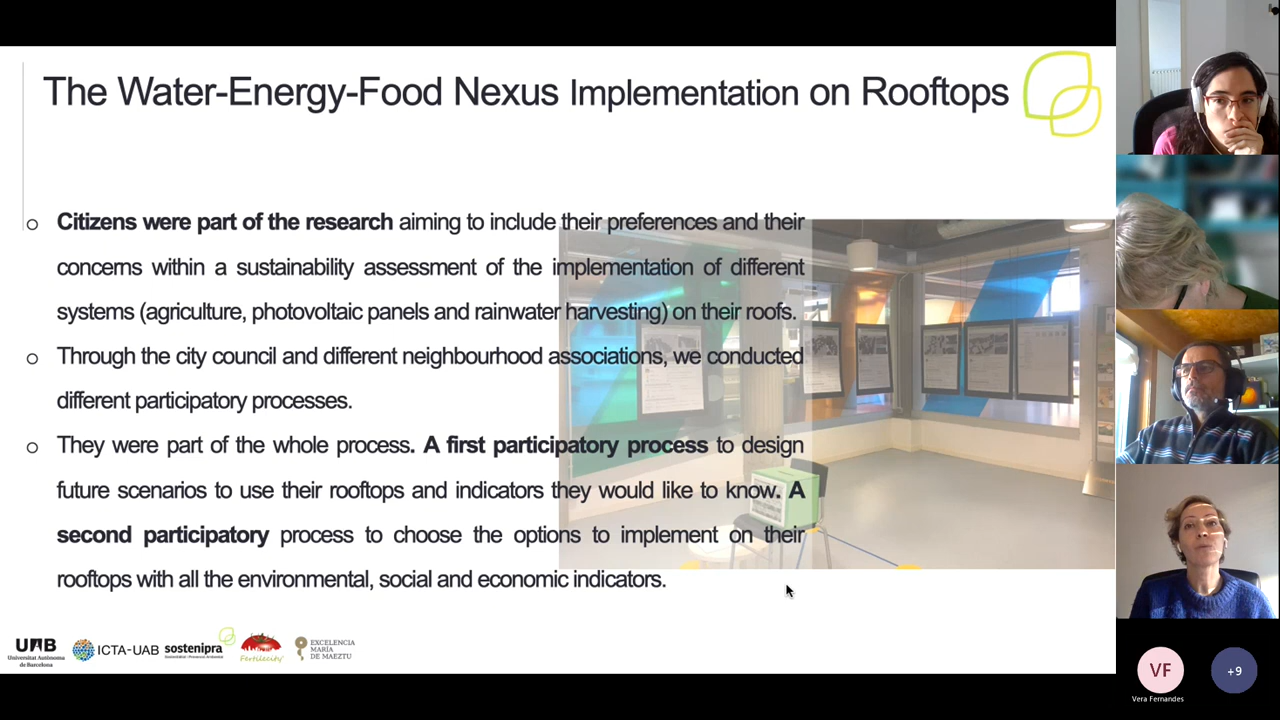 The Water-Energy-Food Nexus Implementation on Rooftops
o Citizens were part of the research aiming to include their preferences and their
concerns within a sustainability assessment of the implementation of different
systems (agriculture, photovoltaic panels and rainwater harvesting) on their roofs.
o Through the city council and different neighbourhood associations, we conducted
different participatory processes.
o They were part of the whole process. A first participatory process to design
future scenarios to use their rooftops and indicators they would like to know. A
second participatory process to choose the options to implement on their
rooftops with all the environmental, social and economic indicators.
UAB
Universitat Autònoma
de Barcelona
ICTA-UAB
sostenipra
Fertilecity
EXCELENCIA
MARÍA
DE MAEZTU
VF
Vera Fernandes
+9